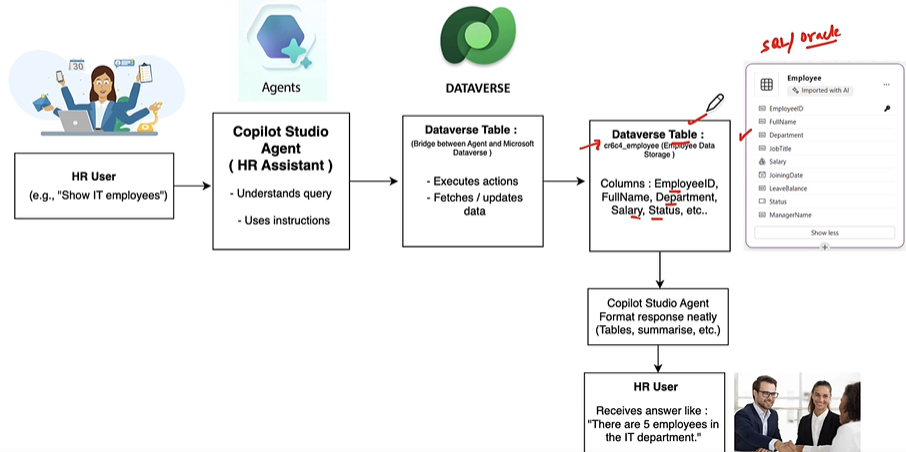 SQL/ Oracle
30
Agents
DATAVERSE
HR User
(e.g., "Show IT employees")
Copilot Studio
Agent
( HR Assistant )
- Understands query
- Uses instructions
Dataverse Table :
(Bridge between Agent and Microsoft
Dataverse )
- Executes actions
- Fetches / updates
data
Dataverse Table :
cr6c4_employee (Employee Data
Storage )
Columns : EmployeeID,
FullName, Department,
Salary, Status, etc..
Employee
Imported with AI
EmployeeID
FullName
Department
JobTitle
Salary
JoiningDate
LeaveBalance
Status
ManagerName
Show less
Copilot Studio Agent
Format response neatly
(Tables, summarise, etc.)
HR User
Receives answer like :
"There are 5 employees in
the IT department."